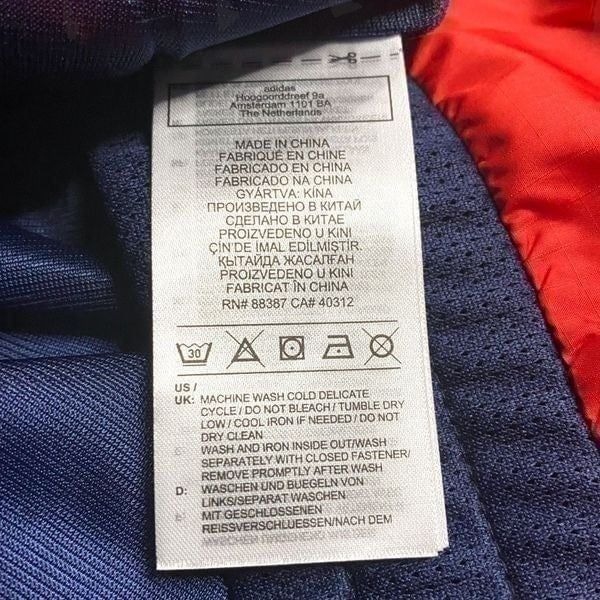 adidas
Hoogoorddreef 9a
Amsterdam 1101 BA
The Netherlands
MADE IN CHINA
FABRIQUÉ EN CHINE
FABRICADO EN CHINA
FABRICADO NA CHINA
GYÁRTVA: KÍNA
ПРОИЗВЕДЕНО В КИТАЙ
СДЕЛАНО В КИТАЕ
PROIZVEDENO U KINI
ÇİN'DE İMAL EDİLMİŞTİR.
ҚЫТАЙДА ЖАСАЛҒАН
PROIZVEDENO U KINI
FABRICAT ÎN CHINA
RN# 88387 CA# 40312
30
US /
UK: MACHINE WASH COLD DELICATE
CYCLE / DO NOT BLEACH / TUMBLE DRY
LOW / COOL IRON IF NEEDED / DO NOT
DRY CLEAN
WASH AND IRON INSIDE OUT/WASH
SEPARATELY WITH CLOSED FASTENER/
REMOVE PROMPTLY AFTER WASH
D: WASCHEN UND BUEGELN VON
LINKS/SEPARAT WASCHEN
MIT GESCHLOSSENEN
REISSVERSCHLUESSEN/NACH DEM